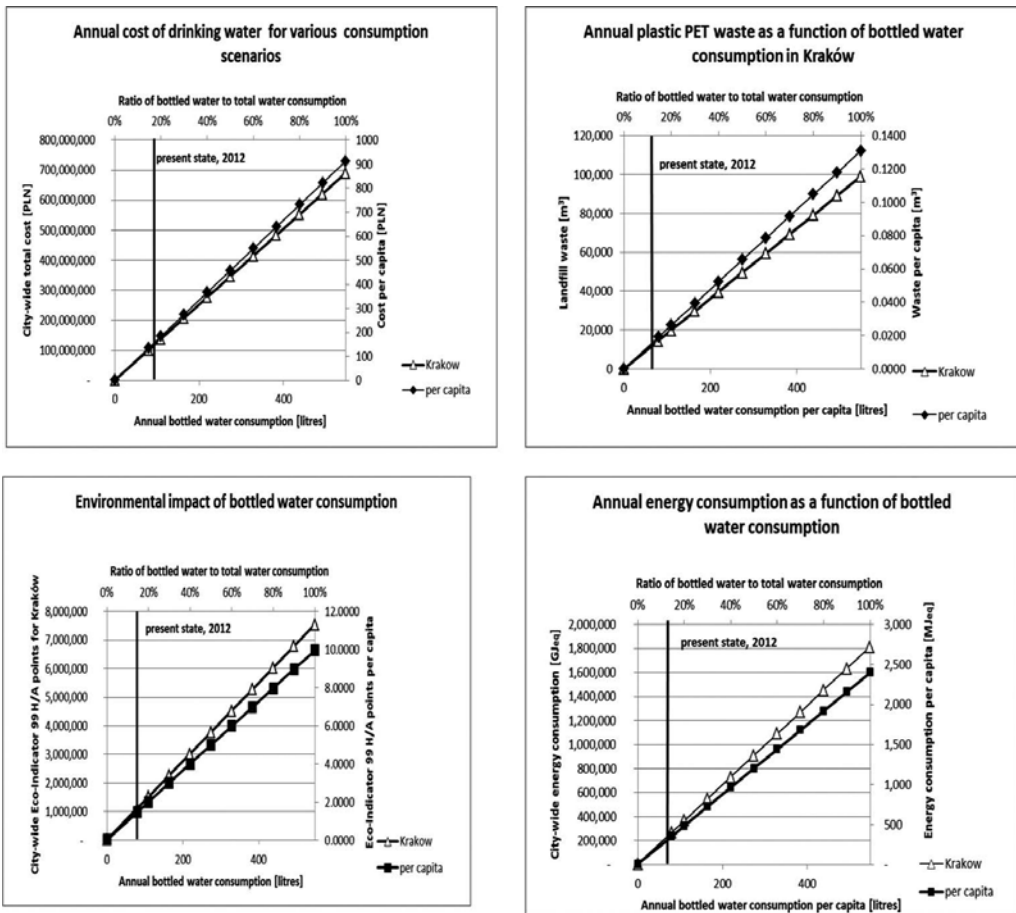 Annual cost of drinking water for various consumption
scenarios
Ratio of bottled water to total water consumption
0% 20% 40% 60% 80% 100%
800,000,000
700,000,000
600,000,000
500,000,000
400,000,000
300,000,000
200,000,000
100,000,000
-
City-wide total cost [PLN]
present state, 2012
1000
900
800
700
600
500
400
300
200
100
0
Cost per capita [PLN]
Krakow
per capita
0 200 400
Annual bottled water consumption [litres]
Annual plastic PET waste as a function of bottled water
consumption in Kraków
Ratio of bottled water to total water consumption
0% 20% 40% 60% 80% 100%
120,000
100,000
80,000
60,000
40,000
20,000
0
Landfill waste [m³]
present state, 2012
0.1400
0.1200
0.1000
0.0800
0.0600
0.0400
0.0200
0.0000
Waste per capita [m³]
Krakow
per capita
0 200 400
Annual bottled water consumption per capita [litres]
Environmental impact of bottled water consumption
Ratio of bottled water to total water consumption
0% 20% 40% 60% 80% 100%
8,000,000
7,000,000
6,000,000
5,000,000
4,000,000
3,000,000
2,000,000
1,000,000
-
City-wide Eco-Indicator 99 H/A points for Kraków
present state, 2012
12.0000
10.0000
8.0000
6.0000
4.0000
2.0000
0.0000
Eco-Indicator 99 H/A points per capita
Krakow
per capita
0 200 400
Annual bottled water consumption [litres]
Annual energy consumption as a function of bottled
water consumption
Ratio of bottled water to total water consumption
0% 20% 40% 60% 80% 100%
2,000,000
1,800,000
1,600,000
1,400,000
1,200,000
1,000,000
800,000
600,000
400,000
200,000
-
City-wide energy consumption [GJeq]
present state, 2012
3,000
2,500
2,000
1,500
1,000
500
-
Energy consumption per capita [MJeq]
Krakow
per capita
0 200 400
Annual bottled water consumption per capita [litres]